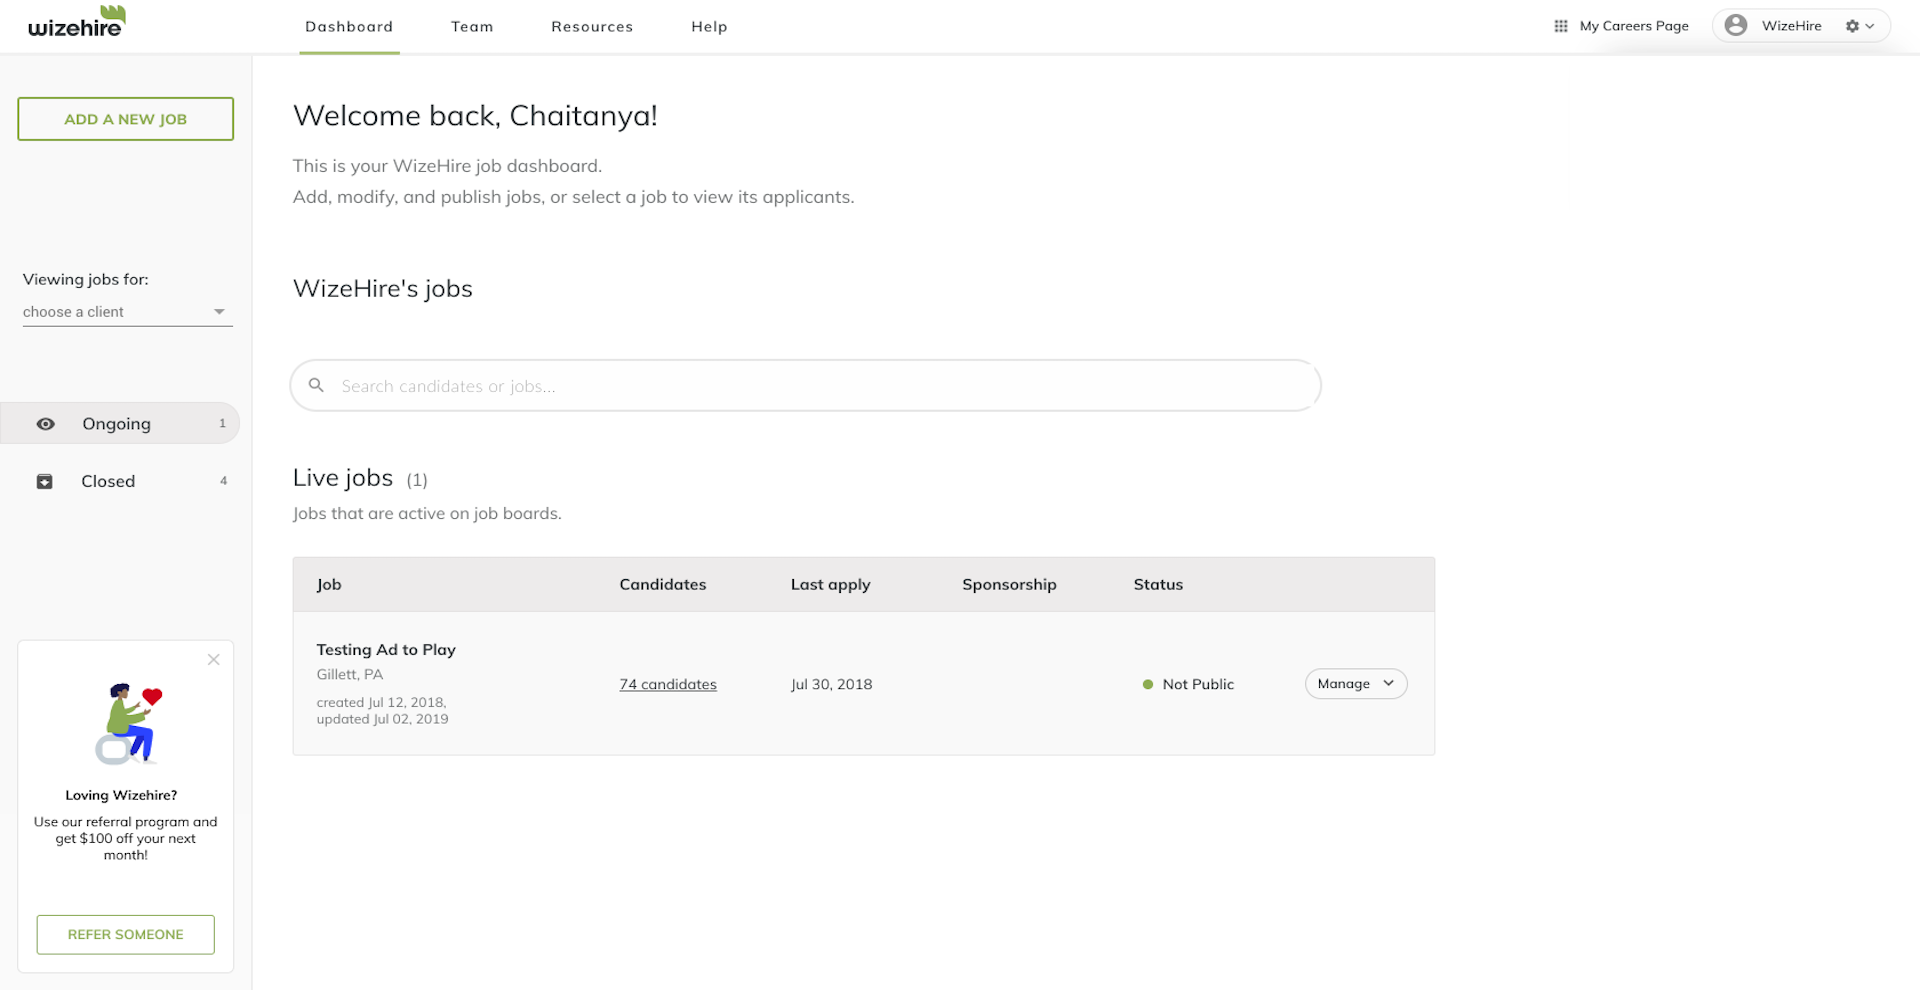 wizehire
Dashboard
Team
Resources
Help
My Careers Page
WizeHire
ADD A NEW JOB
Viewing jobs for:
choose a client
Ongoing 1
Closed 4
Loving Wizehire?
Use our referral program and
get $100 off your next
month!
REFER SOMEONE
Welcome back, Chaitanya!
This is your WizeHire job dashboard.
Add, modify, and publish jobs, or select a job to view its applicants.
WizeHire's jobs
Search candidates or jobs...
Live jobs (1)
Jobs that are active on job boards.
Job Candidates Last apply Sponsorship Status
Testing Ad to Play
Gillett, PA
created Jul 12, 2018,
updated Jul 02, 2019
74 candidates
Jul 30, 2018
Not Public
Manage